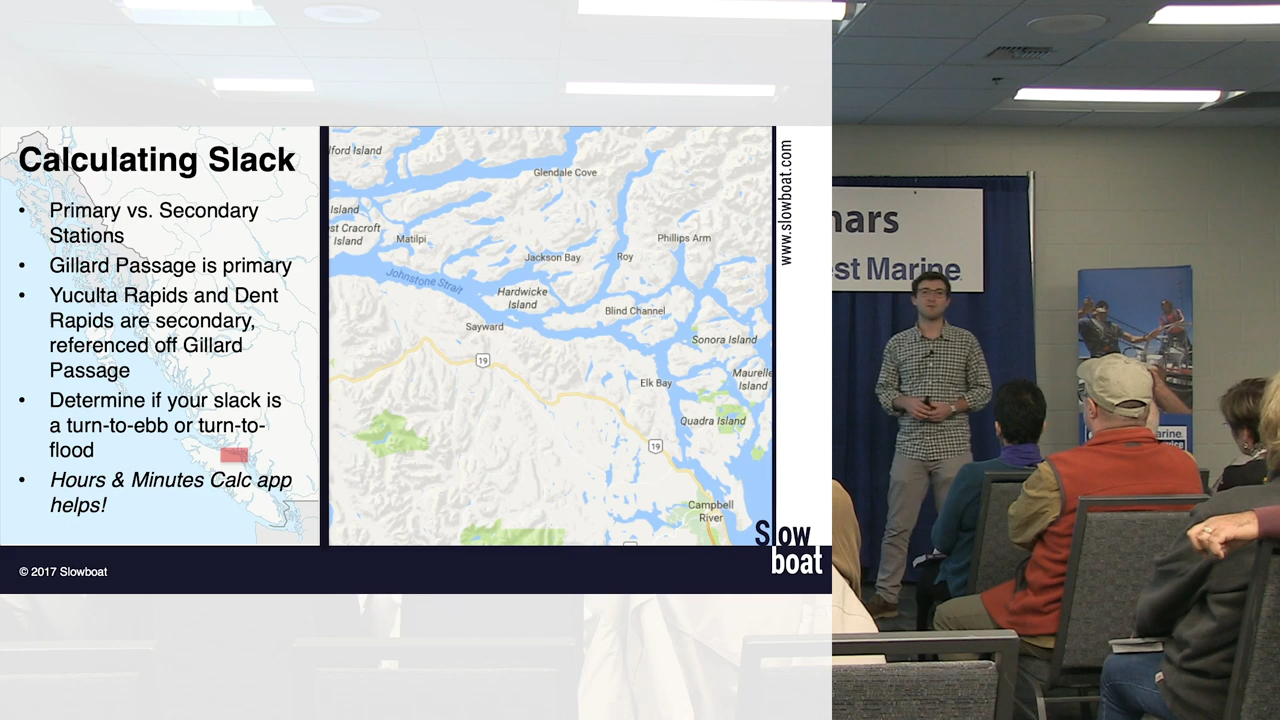 Calculating Slack
• Primary vs. Secondary
Stations
• Gillard Passage is primary
• Yuculta Rapids and Dent
Rapids are secondary,
referenced off Gillard
Passage
• Determine if your slack is
a turn-to-ebb or turn-to-
flood
• Hours & Minutes Calc app
helps!
© 2017 Slowboat
lford Island
Glendale Cove
Island
st Cracroft
Island
Matilpi
Phillips Arm
Jackson Bay
Roy
Johnstone Strait
Hardwicke
Island
Blind Channel
Sayward
Sonora Island
19
Maurelle
Island
Elk Bay
Quadra Island
19
Campbell
River
www.slowboat.com
Slow
boat
nars
est Marine
arine